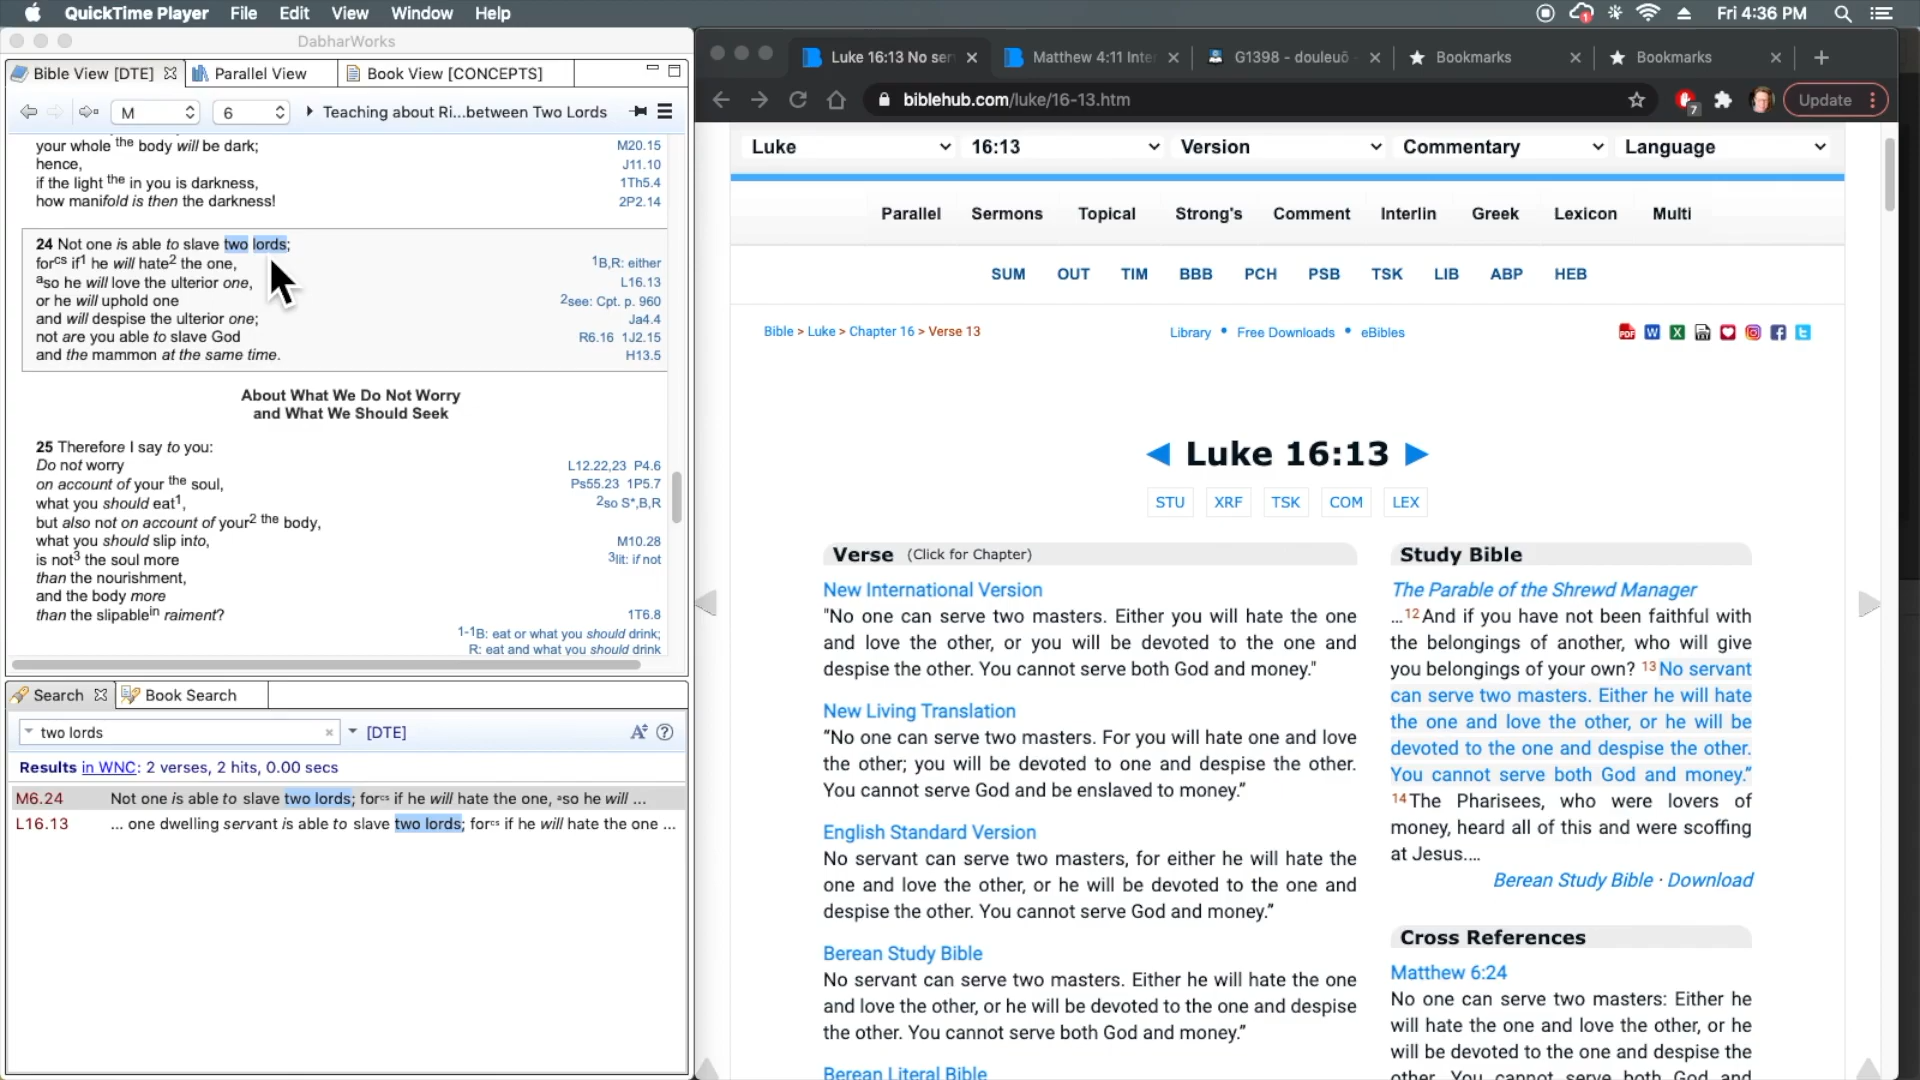 QuickTime Player File Edit View Window Help
Fri 4:36 PM
DabharWorks
Bible View [DTE] Parallel View Book View [CONCEPTS]
M 6 Teaching about Ri...between Two Lords
your whole the body will be dark; M20.15
hence, J11.10
if the light the in you is darkness, 1Th5.4
how manifold is then the darkness! 2P2.14
24 Not one is able to slave two lords;
forcs if1 he will hate2 the one, 1B,R: either
aso he will love the ulterior one, L16.13
or he will uphold one 2see: Cpt. p. 960
and will despise the ulterior one; Ja4.4
not are you able to slave God R6.16 1J2.15
and the mammon at the same time. H13.5
About What We Do Not Worry
and What We Should Seek
25 Therefore I say to you:
Do not worry L12.22,23 P4.6
on account of your the soul, Ps55.23 1P5.7
what you should eat1, 2so S*,B,R
but also not on account of your2 the body,
what you should slip into, M10.28
is not3 the soul more 3lit: if not
than the nourishment,
and the body more
than the slipablein raiment? 1T6.8
1-1B: eat or what you should drink;
R: eat and what you should drink
Search Book Search
two lords [DTE]
Results in WNC: 2 verses, 2 hits, 0.00 secs
M6.24 Not one is able to slave two lords; forcs if he will hate the one, aso he will ...
L16.13 ... one dwelling servant is able to slave two lords; forcs if he will hate the one ...
Luke 16:13 No ser Matthew 4:11 Inte G1398 - douleuō Bookmarks Bookmarks
biblehub.com/luke/16-13.htm 7 Update
Luke 16:13 Version Commentary Language
Parallel Sermons Topical Strong's Comment Interlin Greek Lexicon Multi
SUM OUT TIM BBB PCH PSB TSK LIB ABP HEB
Bible > Luke > Chapter 16 > Verse 13 Library • Free Downloads • eBibles
Luke 16:13
STU XRF TSK COM LEX
Verse (Click for Chapter)
New International Version
"No one can serve two masters. Either you will hate the one
and love the other, or you will be devoted to the one and
despise the other. You cannot serve both God and money."
New Living Translation
“No one can serve two masters. For you will hate one and love
the other; you will be devoted to one and despise the other.
You cannot serve God and be enslaved to money.”
English Standard Version
No servant can serve two masters, for either he will hate the
one and love the other, or he will be devoted to the one and
despise the other. You cannot serve God and money.”
Berean Study Bible
No servant can serve two masters. Either he will hate the one
and love the other, or he will be devoted to the one and despise
the other. You cannot serve both God and money.”
Berean Literal Bible
Study Bible
The Parable of the Shrewd Manager
…12And if you have not been faithful with
the belongings of another, who will give
you belongings of your own? 13No servant
can serve two masters. Either he will hate
the one and love the other, or he will be
devoted to the one and despise the other.
You cannot serve both God and money.”
14The Pharisees, who were lovers of
money, heard all of this and were scoffing
at Jesus.…
Berean Study Bible · Download
Cross References
Matthew 6:24
No one can serve two masters: Either he
will hate the one and love the other, or he
will be devoted to the one and despise the
other. You cannot serve both God and